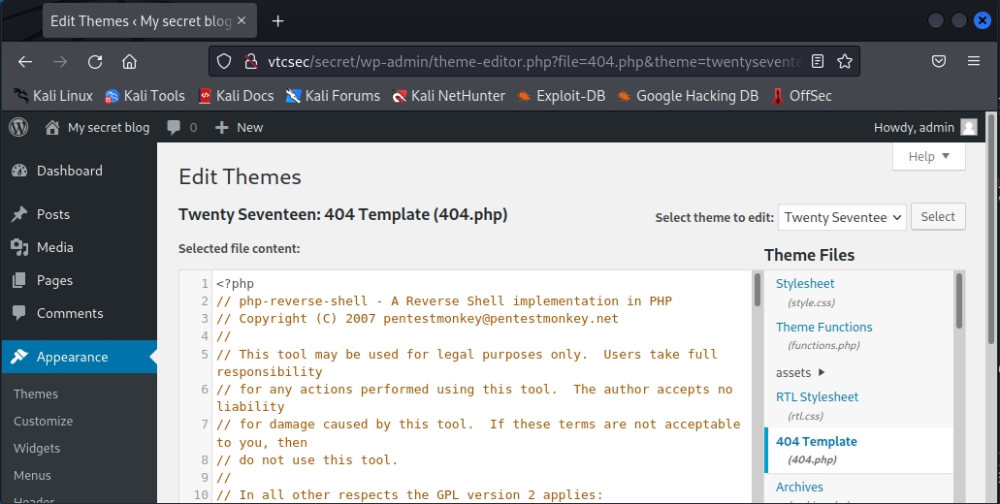 Edit Themes ‹ My secret blog
vtcsec/secret/wp-admin/theme-editor.php?file=404.php&theme=twentysevente
Kali Linux Kali Tools Kali Docs Kali Forums Kali NetHunter Exploit-DB Google Hacking DB OffSec
My secret blog 0 New Howdy, admin
Help
Dashboard
Posts
Media
Pages
Comments
Appearance
Themes
Customize
Widgets
Menus
Header
Edit Themes
Twenty Seventeen: 404 Template (404.php)
Select theme to edit: Twenty Seventee Select
Selected file content:
1 <?php
2 // php-reverse-shell - A Reverse Shell implementation in PHP
3 // Copyright (C) 2007 pentestmonkey@pentestmonkey.net
4 //
5 // This tool may be used for legal purposes only.  Users take full
responsibility
6 // for any actions performed using this tool.  The author accepts no
liability
7 // for damage caused by this tool.  If these terms are not acceptable
to you, then
8 // do not use this tool.
9 //
10 // In all other respects the GPL version 2 applies:
Theme Files
Stylesheet
(style.css)
Theme Functions
(functions.php)
assets
RTL Stylesheet
(rtl.css)
404 Template
(404.php)
Archives